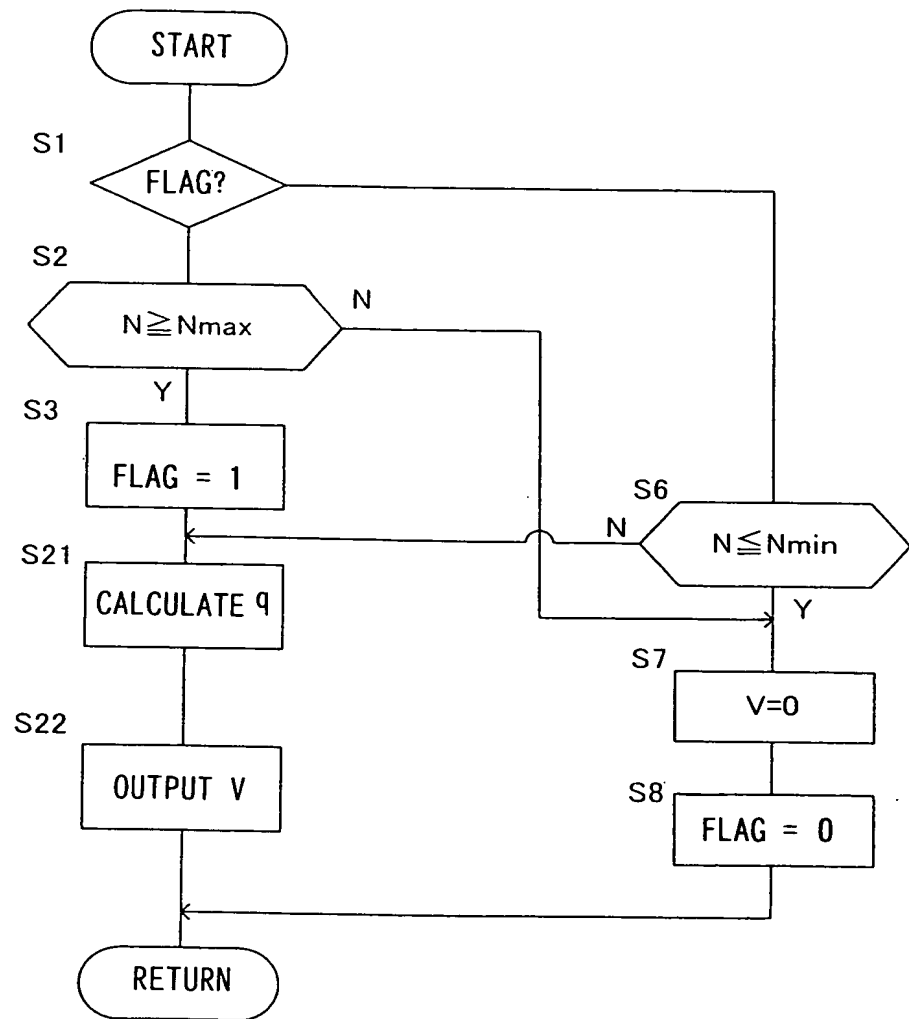 START
S1
FLAG?
S2
N≧Nmax
N
Y
S3
FLAG = 1
S6
N≦Nmin
N
Y
S21
CALCULATE q
S7
V=0
S22
OUTPUT V
S8
FLAG = 0
RETURN